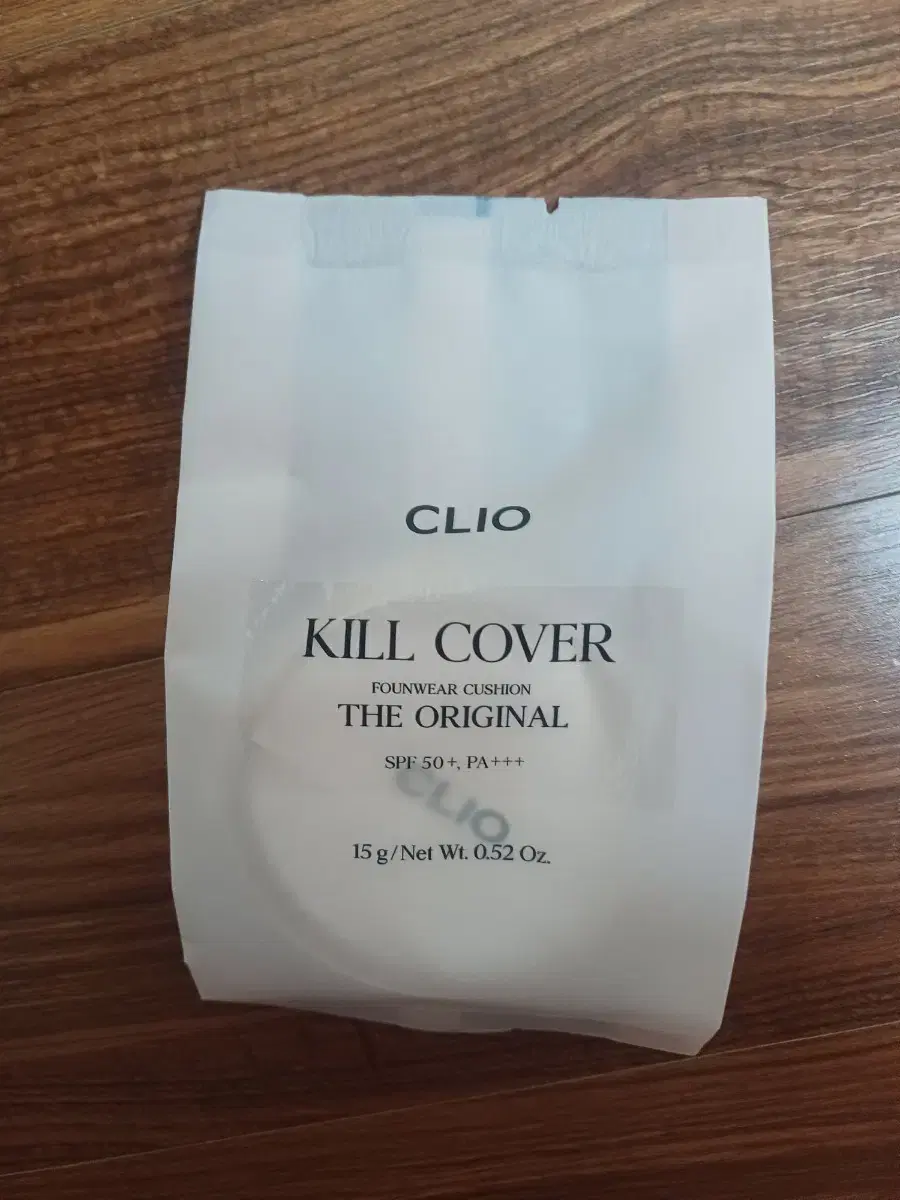 CLIO
KILL COVER
FOUNWEAR CUSHION
THE ORIGINAL
SPF 50+, PA+++
CLIO
15 g/Net Wt. 0.52 Oz.